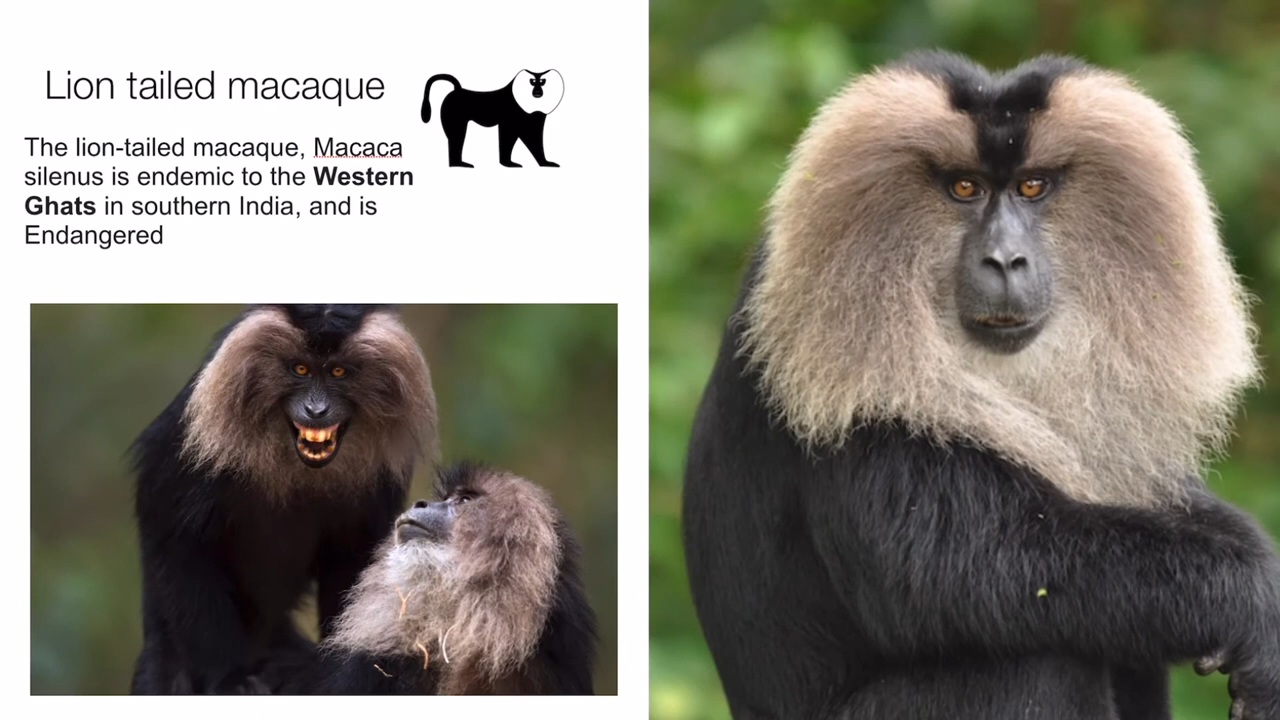 Lion tailed macaque
The lion-tailed macaque, Macaca
silenus is endemic to the Western
Ghats in southern India, and is
Endangered